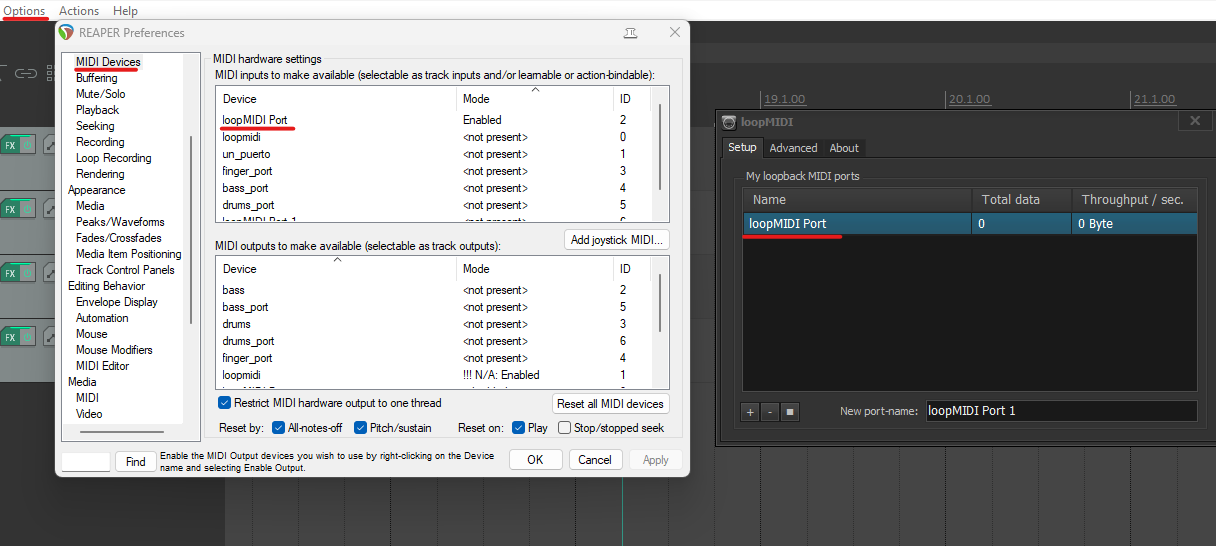 Options Actions Help
REAPER Preferences
MIDI Devices
Buffering
Mute/Solo
Playback
Seeking
Recording
Loop Recording
Rendering
Appearance
Media
Peaks/Waveforms
Fades/Crossfades
Media Item Positioning
Track Control Panels
Editing Behavior
Envelope Display
Automation
Mouse
Mouse Modifiers
MIDI Editor
Media
MIDI
Video
Find
MIDI hardware settings
MIDI inputs to make available (selectable as track inputs and/or learnable or action-bindable):
Device Mode ID
loopMIDI Port Enabled 2
loopmidi <not present> 0
un_puerto <not present> 1
finger_port <not present> 3
bass_port <not present> 4
drums_port <not present> 5
loopMIDI Port 1
Add joystick MIDI...
MIDI outputs to make available (selectable as track outputs):
Device Mode ID
bass <not present> 2
bass_port <not present> 5
drums <not present> 3
drums_port <not present> 6
finger_port <not present> 4
loopmidi !!! N/A: Enabled 1
Restrict MIDI hardware output to one thread
Reset all MIDI devices
Reset by: All-notes-off Pitch/sustain Reset on: Play Stop/stopped seek
Enable the MIDI Output devices you wish to use by right-clicking on the Device
name and selecting Enable Output.
OK Cancel Apply
FX
FX
FX
FX
19.1.00 20.1.00 21.1.00
loopMIDI
Setup Advanced About
My loopback MIDI ports
Name Total data Throughput / sec.
loopMIDI Port 0 0 Byte
+ -
New port-name: loopMIDI Port 1